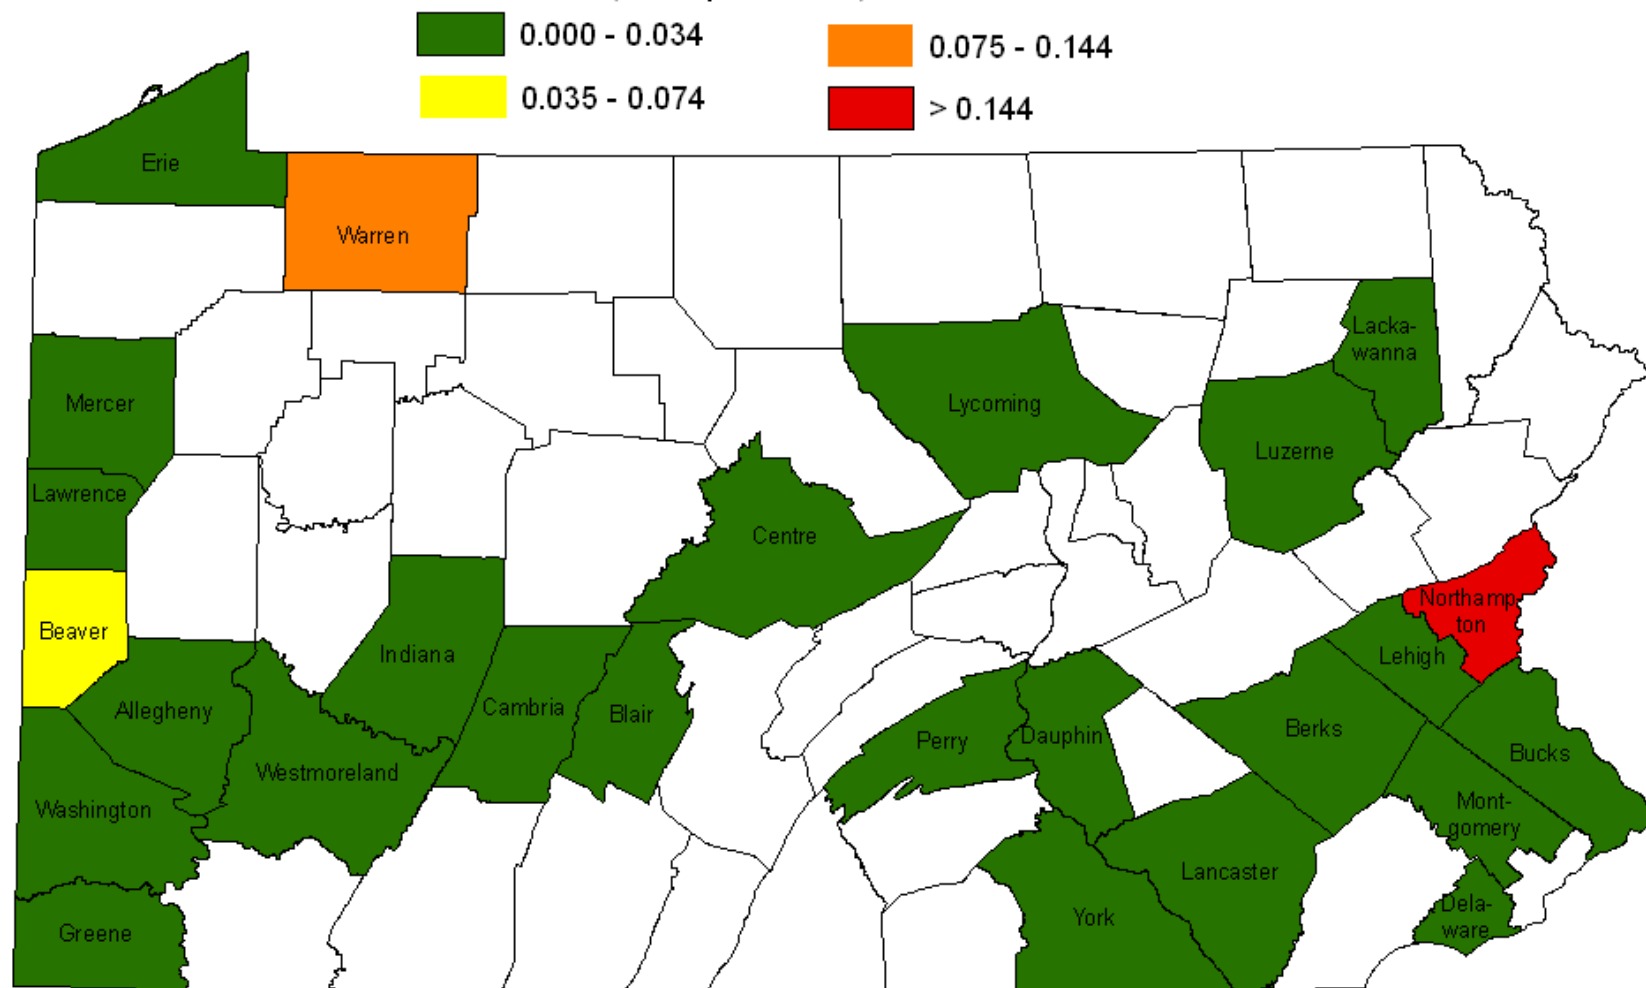 0.000 - 0.034
0.075 - 0.144
0.035 - 0.074
> 0.144
Erie
Warren
Lacka-
wanna
Mercer
Lycoming
Luzerne
Lawrence
Centre
Northamp
ton
Beaver
Indiana
Lehigh
Allegheny
Cambria
Blair
Perry
Dauphin
Berks
Bucks
Westmoreland
Washington
Mont-
gomery
Lancaster
Dela-
ware
York
Greene